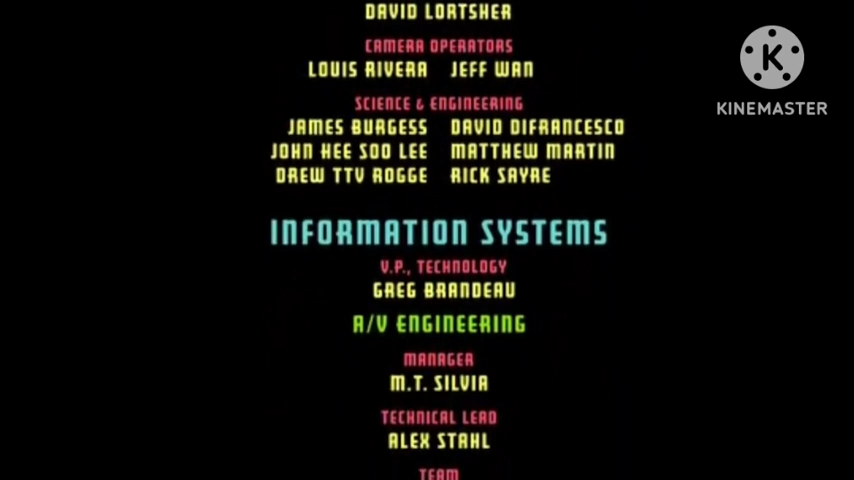 DAVID LORTSHER
CAMERA OPERATORS
LOUIS RIVERA JEFF WAN
SCIENCE & ENGINEERING
JAMES BURGESS DAVID DIFRANCESCO
JOHN HEE SOO LEE MATTHEW MARTIN
DREW TTV ROGGE RICK SAYRE
INFORMATION SYSTEMS
V.P., TECHNOLOGY
GREG BRANDEAU
A/V ENGINEERING
MANAGER
M.T. SILVIA
TECHNICAL LEAD
ALEX STAHL
TEAM
K
KINEMASTER